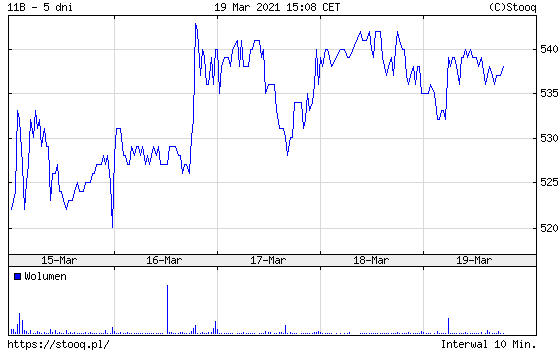 11B - 5 dni 19 Mar 2021 15:08 CET (C)Stooq
540
535
530
525
520
15-Mar 16-Mar 17-Mar 18-Mar 19-Mar
Wolumen
https://stooq.pl/ Interwal 10 Min.